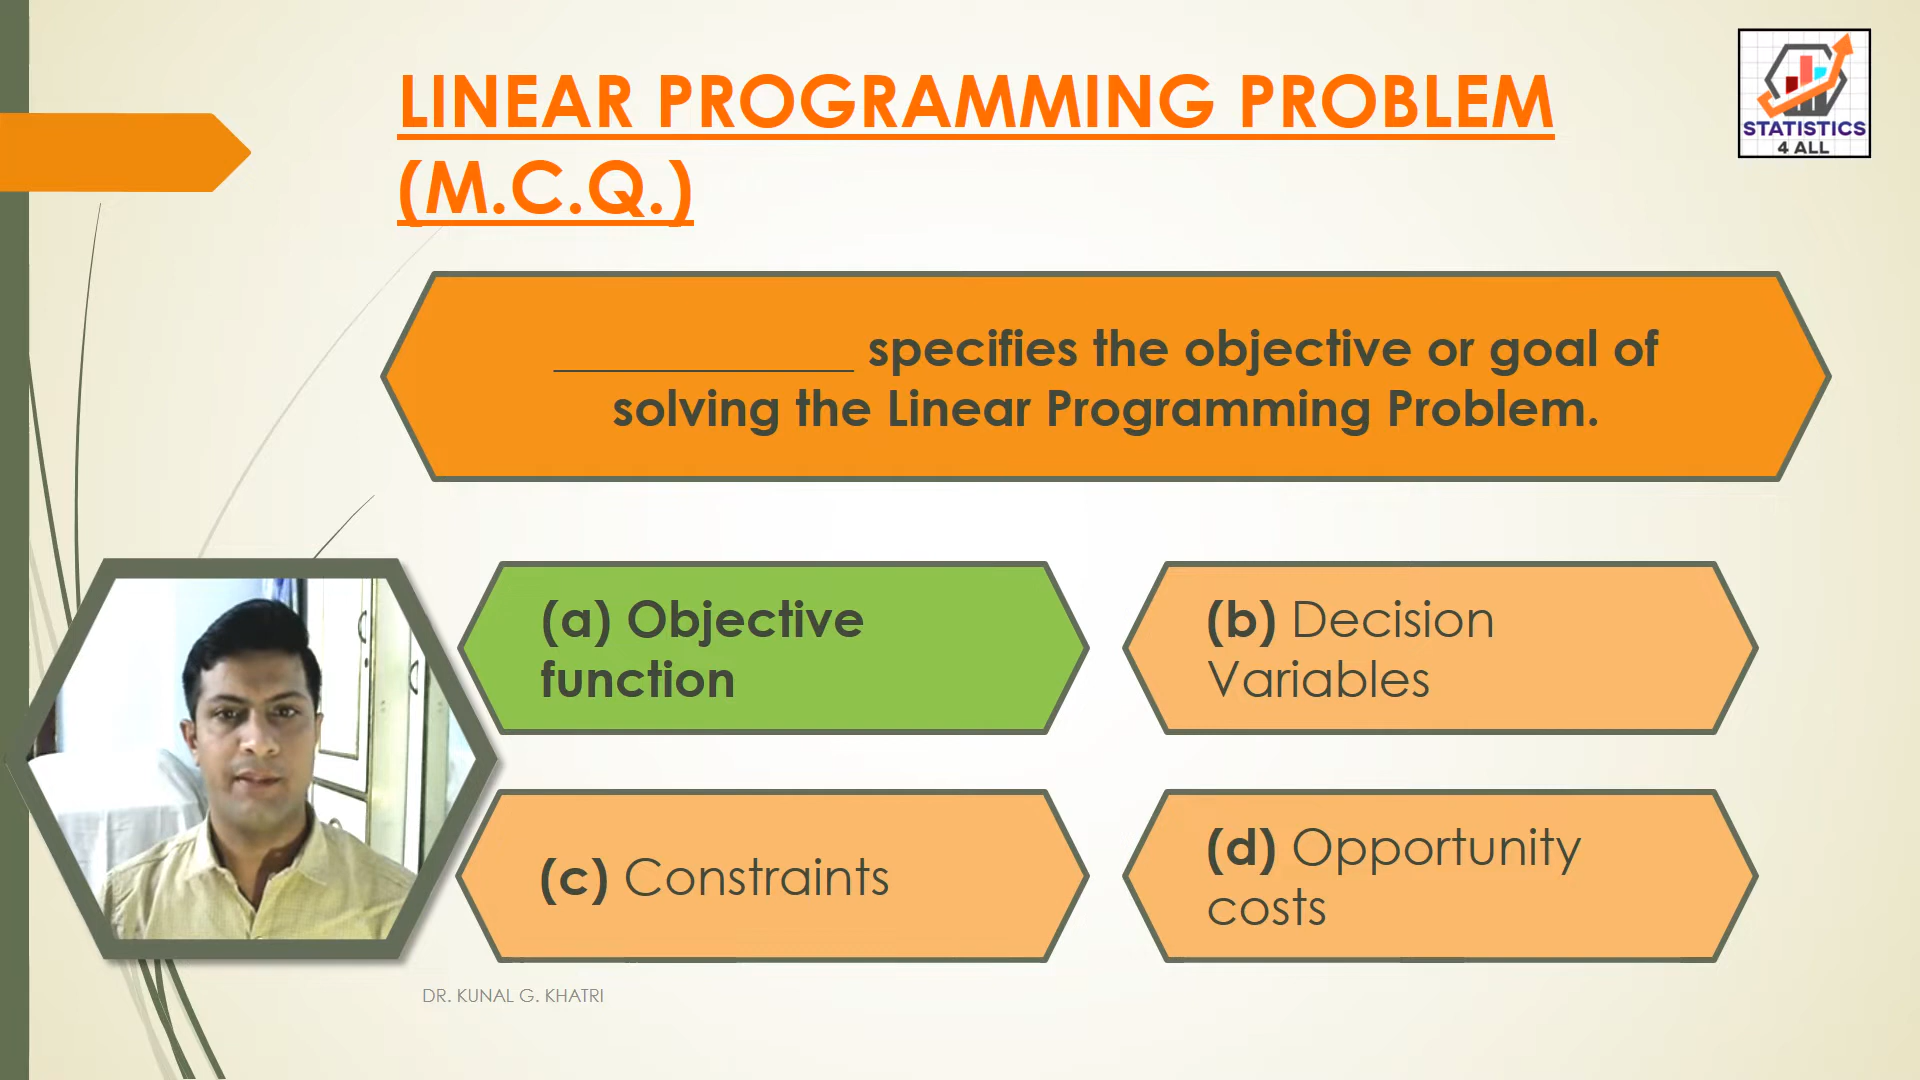 LINEAR PROGRAMMING PROBLEM
(M.C.Q.)
STATISTICS
4 ALL
____________ specifies the objective or goal of
solving the Linear Programming Problem.
(a) Objective
function
(b) Decision
Variables
(c) Constraints
(d) Opportunity
costs
DR. KUNAL G. KHATRI